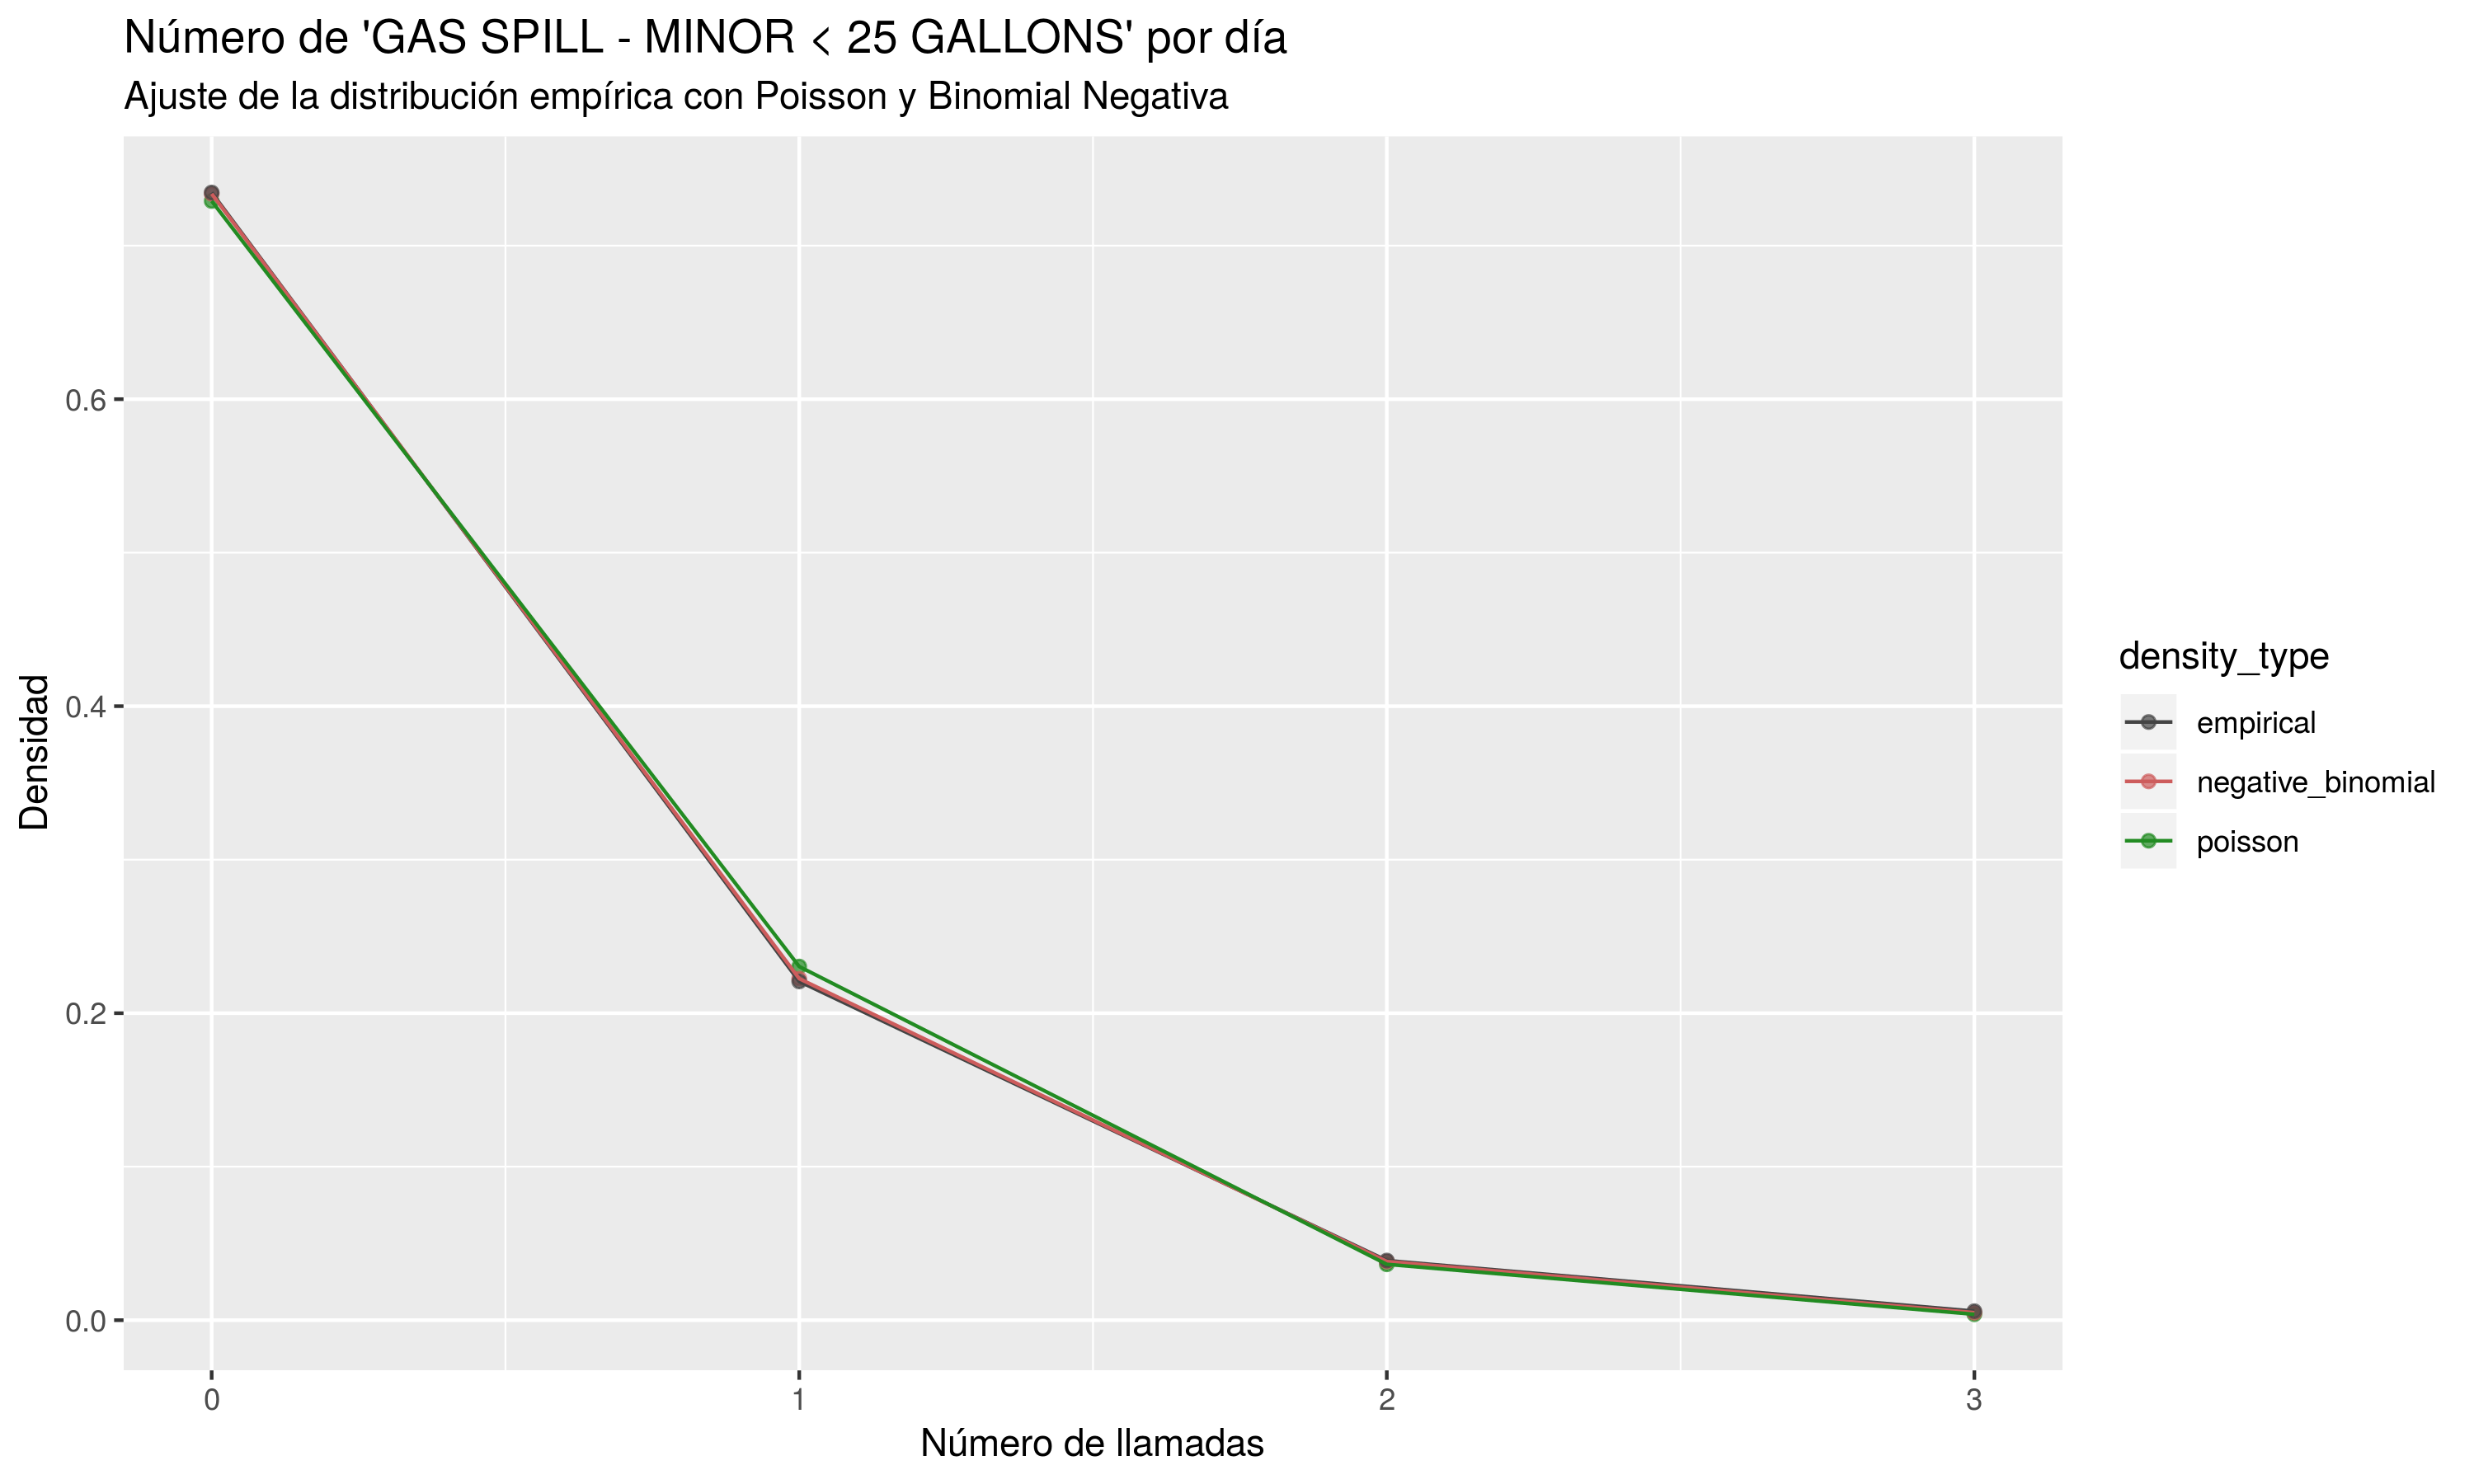 Número de 'GAS SPILL - MINOR < 25 GALLONS' por día
Ajuste de la distribución empírica con Poisson y Binomial Negativa
Densidad
0.6
0.4
0.2
0.0
0
1
2
3
Número de llamadas
density_type
empirical
negative_binomial
poisson